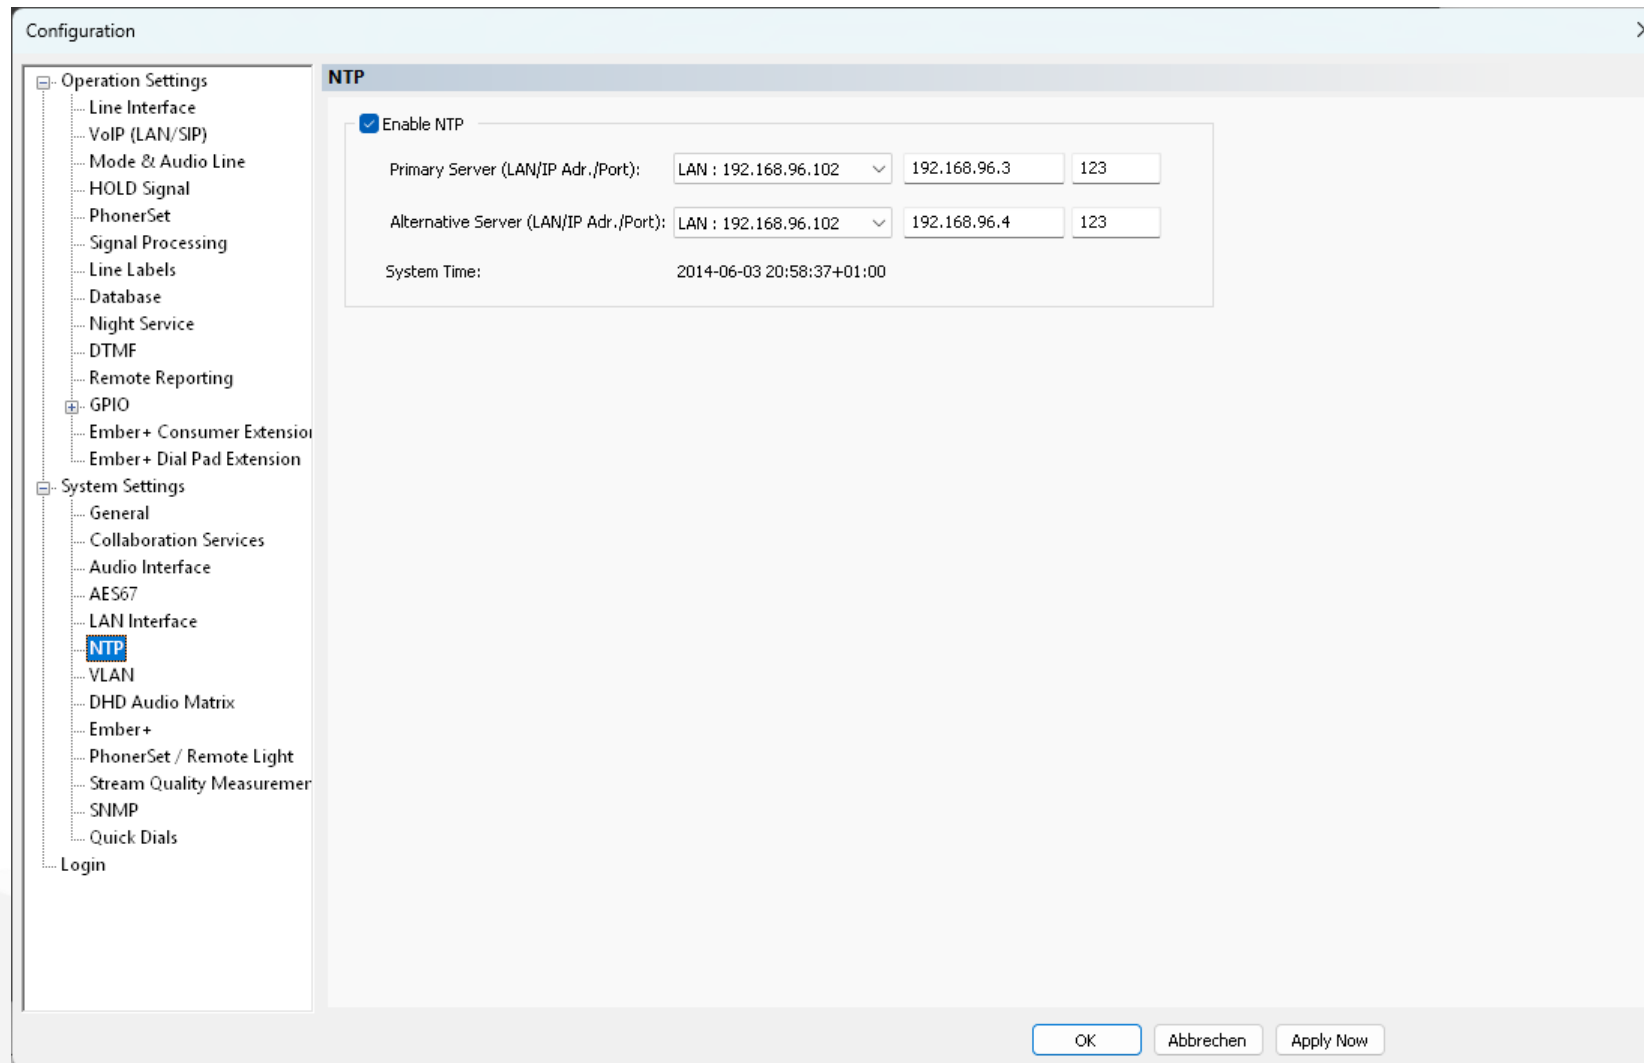 Configuration
Operation Settings
Line Interface
VoIP (LAN/SIP)
Mode & Audio Line
HOLD Signal
PhonerSet
Signal Processing
Line Labels
Database
Night Service
DTMF
Remote Reporting
GPIO
Ember+ Consumer Extension
Ember+ Dial Pad Extension
System Settings
General
Collaboration Services
Audio Interface
AES67
LAN Interface
NTP
VLAN
DHD Audio Matrix
Ember+
PhonerSet / Remote Light
Stream Quality Measuremer
SNMP
Quick Dials
Login
NTP
Enable NTP
Primary Server (LAN/IP Adr./Port): LAN : 192.168.96.102 192.168.96.3 123
Alternative Server (LAN/IP Adr./Port): LAN : 192.168.96.102 192.168.96.4 123
System Time: 2014-06-03 20:58:37+01:00
OK Abbrechen Apply Now